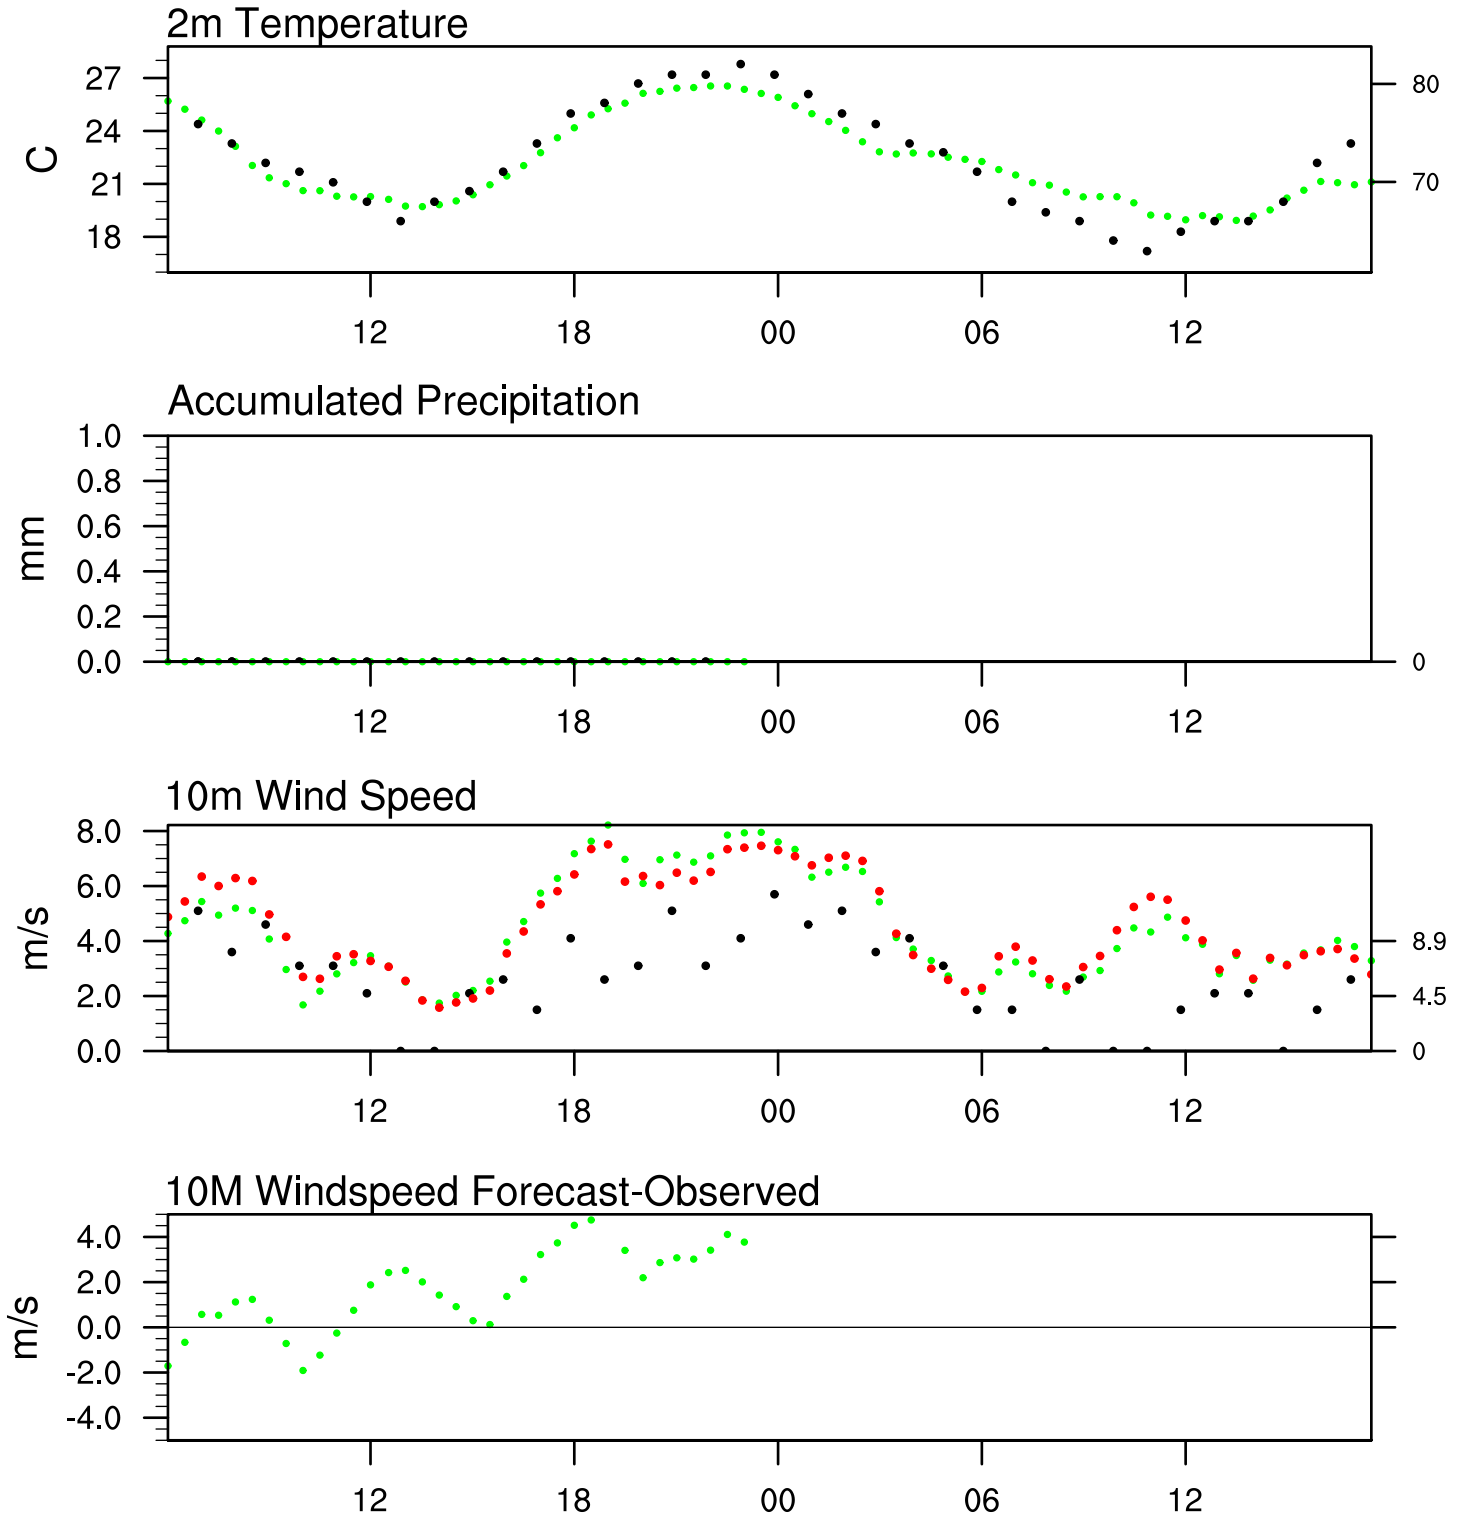 2m Temperature
27
24
21
18
C
80
70
12 18 00 06 12
Accumulated Precipitation
1.0
0.8
0.6
0.4
0.2
0.0
mm
0
12 18 00 06 12
10m Wind Speed
8.0
6.0
4.0
2.0
0.0
m/s
8.9
4.5
0
12 18 00 06 12
10M Windspeed Forecast-Observed
4.0
2.0
0.0
-2.0
-4.0
m/s
12 18 00 06 12